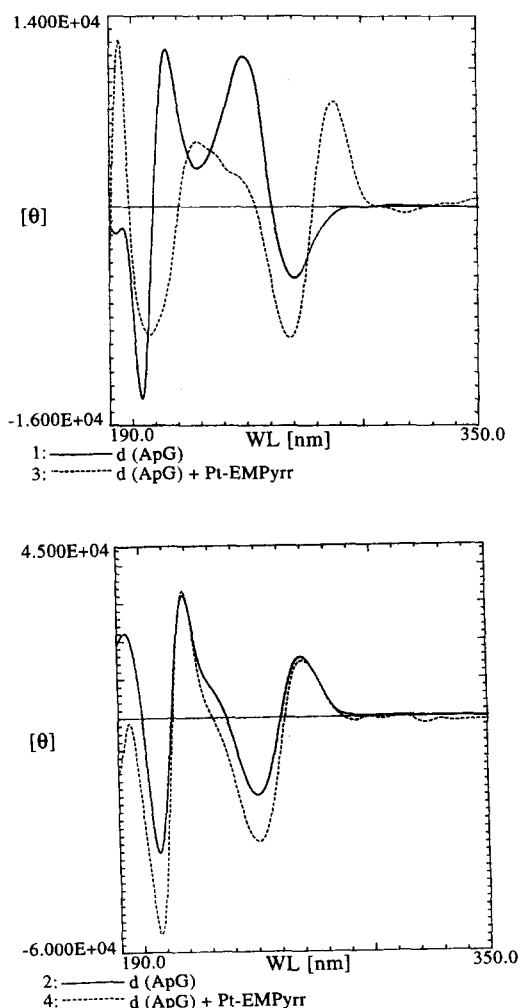 1.400E+04
[θ]
-1.600E+04
190.0 WL [nm] 350.0
1: d (ApG)
3: d (ApG) + Pt-EMPyrr
4.500E+04
[θ]
-6.000E+04
190.0 WL [nm] 350.0
2: d (ApG)
4: d (ApG) + Pt-EMPyrr